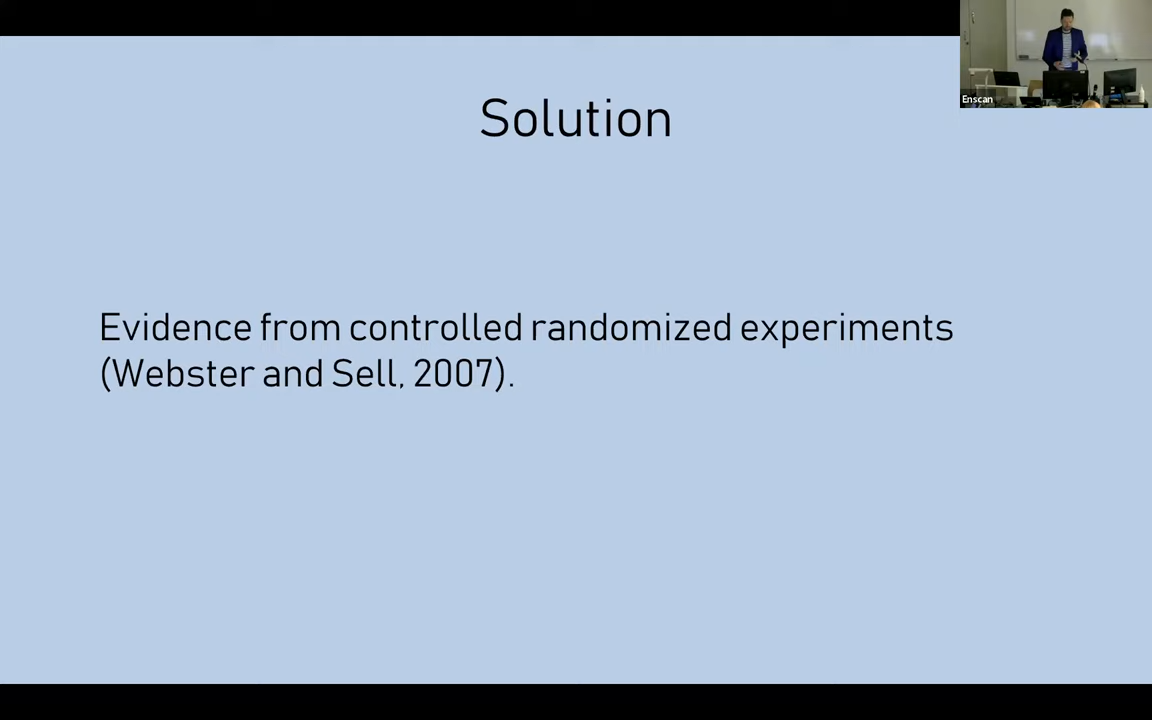 Enscan
Solution
Evidence from controlled randomized experiments
(Webster and Sell, 2007).